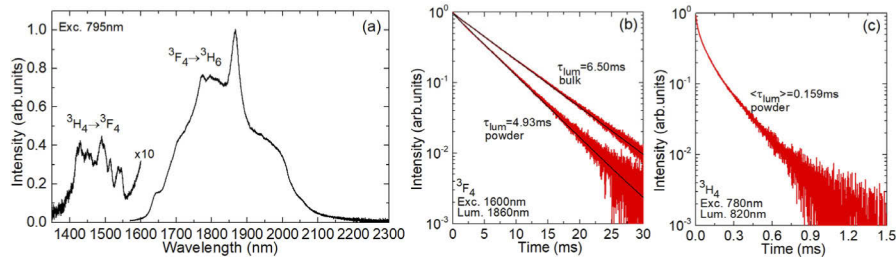 (a)
Exc. 795nm
³F₄→³H₆
³H₄→³F₄
x10
Intensity (arb.units)
1.0
0.8
0.6
0.4
0.2
0.0
1400 1500 1600 1700 1800 1900 2000 2100 2200 2300
Wavelength (nm)
(b)
τlum=6.50ms
bulk
τlum=4.93ms
powder
³F₄
Exc. 1600nm
Lum. 1860nm
Intensity (arb.units)
10⁰
10⁻¹
10⁻²
10⁻³
0 5 10 15 20 25 30
Time (ms)
(c)
<τlum>=0.159ms
powder
³H₄
Exc. 780nm
Lum. 820nm
Intensity (arb.units)
10⁰
10⁻¹
10⁻²
10⁻³
0.0 0.3 0.6 0.9 1.2 1.5
Time (ms)